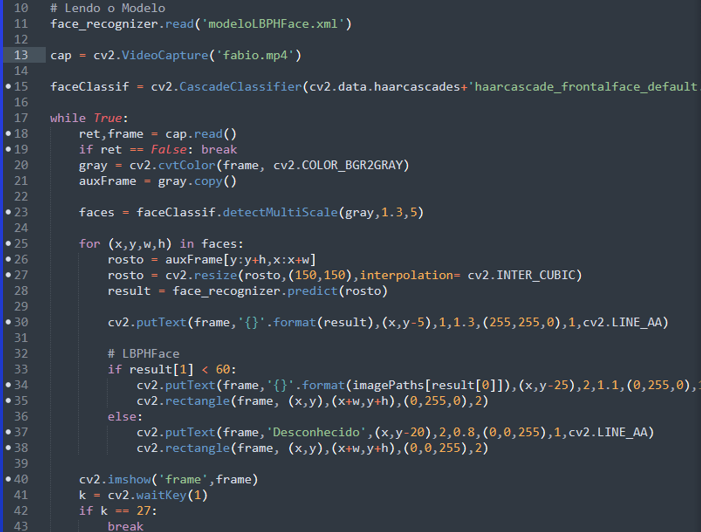 10 # Lendo o Modelo
11 face_recognizer.read('modeloLBPHFace.xml')
12
13 cap = cv2.VideoCapture('fabio.mp4')
14
15 faceClassif = cv2.CascadeClassifier(cv2.data.haarcascades+'haarcascade_frontalface_default.
16
17 while True:
18     ret,frame = cap.read()
19     if ret == False: break
20     gray = cv2.cvtColor(frame, cv2.COLOR_BGR2GRAY)
21     auxFrame = gray.copy()
22
23     faces = faceClassif.detectMultiScale(gray,1.3,5)
24
25     for (x,y,w,h) in faces:
26         rosto = auxFrame[y:y+h,x:x+w]
27         rosto = cv2.resize(rosto,(150,150),interpolation= cv2.INTER_CUBIC)
28         result = face_recognizer.predict(rosto)
29
30         cv2.putText(frame,'{}'.format(result),(x,y-5),1,1.3,(255,255,0),1,cv2.LINE_AA)
31
32         # LBPHFace
33         if result[1] < 60:
34             cv2.putText(frame,'{}'.format(imagePaths[result[0]]),(x,y-25),2,1.1,(0,255,0),1
35             cv2.rectangle(frame, (x,y),(x+w,y+h),(0,255,0),2)
36         else:
37             cv2.putText(frame,'Desconhecido',(x,y-20),2,0.8,(0,0,255),1,cv2.LINE_AA)
38             cv2.rectangle(frame, (x,y),(x+w,y+h),(0,0,255),2)
39
40     cv2.imshow('frame',frame)
41     k = cv2.waitKey(1)
42     if k == 27:
43         break